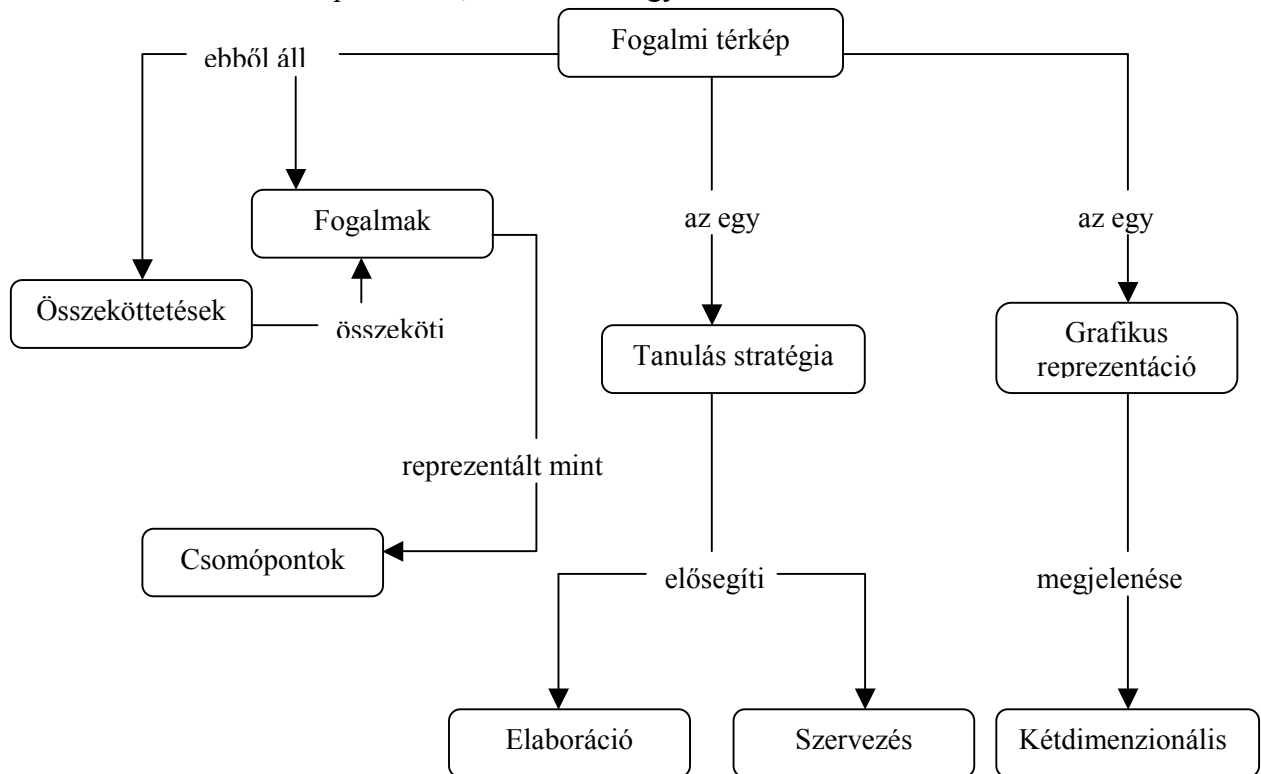 Fogalmi térkép
ebből áll
Fogalmak
az egy
az egy
Összeköttetések
összeköti
Tanulás stratégia
Grafikus
reprezentáció
reprezentált mint
Csomópontok
elősegíti
megjelenése
Elaboráció
Szervezés
Kétdimenzionális